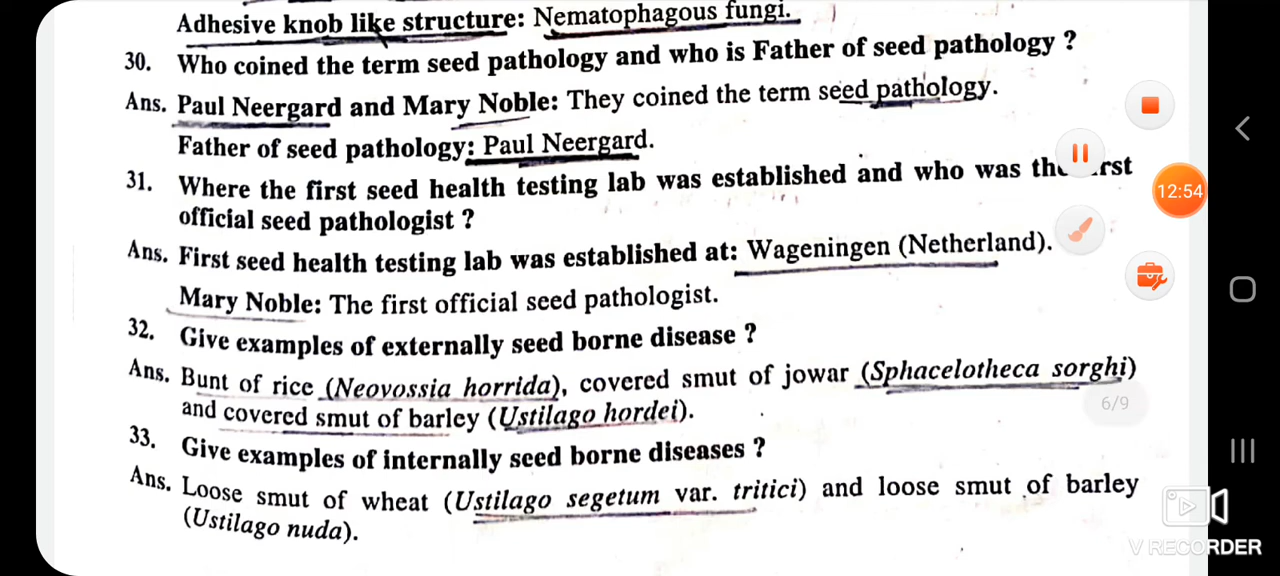 Adhesive knob like structure: Nematophagous fungi.
30. Who coined the term seed pathology and who is Father of seed pathology ?
Ans. Paul Neergard and Mary Noble: They coined the term seed pathology.
Father of seed pathology: Paul Neergard.
31. Where the first seed health testing lab was established and who was the
official seed pathologist ?
Ans. First seed health testing lab was established at: Wageningen (Netherland).
Mary Noble: The first official seed pathologist.
32. Give examples of externally seed borne disease ?
Ans. Bunt of rice (Neovossia horrida), covered smut of jowar (Sphacelotheca sorghi)
and covered smut of barley (Ustilago hordei).
33. Give examples of internally seed borne diseases ?
Ans. Loose smut of wheat (Ustilago segetum var. tritici) and loose smut of barley
(Ustilago nuda).
12:54
6/9
V RECORDER